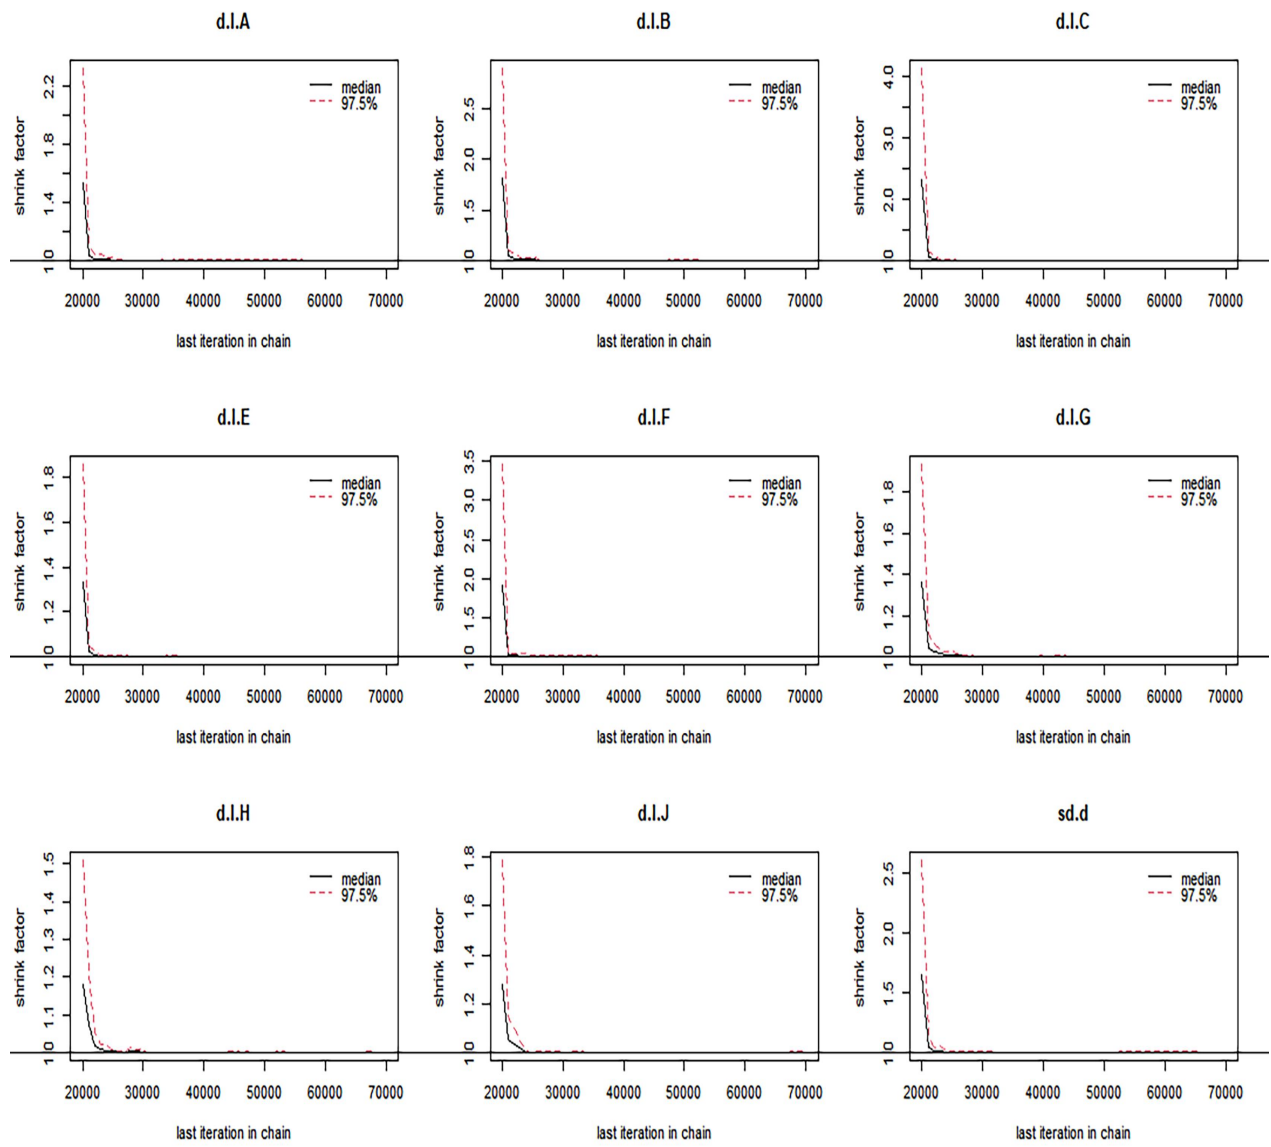 d.I.A
shrink factor
1.0 1.4 1.8 2.2
median
97.5%
20000 30000 40000 50000 60000 70000
last iteration in chain
d.I.B
shrink factor
1.0 1.5 2.0 2.5
median
97.5%
20000 30000 40000 50000 60000 70000
last iteration in chain
d.I.C
shrink factor
1.0 2.0 3.0 4.0
median
97.5%
20000 30000 40000 50000 60000 70000
last iteration in chain
d.I.E
shrink factor
1.0 1.2 1.4 1.6 1.8
median
97.5%
20000 30000 40000 50000 60000 70000
last iteration in chain
d.I.F
shrink factor
1.0 1.5 2.0 2.5 3.0 3.5
median
97.5%
20000 30000 40000 50000 60000 70000
last iteration in chain
d.I.G
shrink factor
1.0 1.2 1.4 1.6 1.8
median
97.5%
20000 30000 40000 50000 60000 70000
last iteration in chain
d.I.H
shrink factor
1.0 1.1 1.2 1.3 1.4 1.5
median
97.5%
20000 30000 40000 50000 60000 70000
last iteration in chain
d.I.J
shrink factor
1.0 1.2 1.4 1.6 1.8
median
97.5%
20000 30000 40000 50000 60000 70000
last iteration in chain
sd.d
shrink factor
1.0 1.5 2.0 2.5
median
97.5%
20000 30000 40000 50000 60000 70000
last iteration in chain